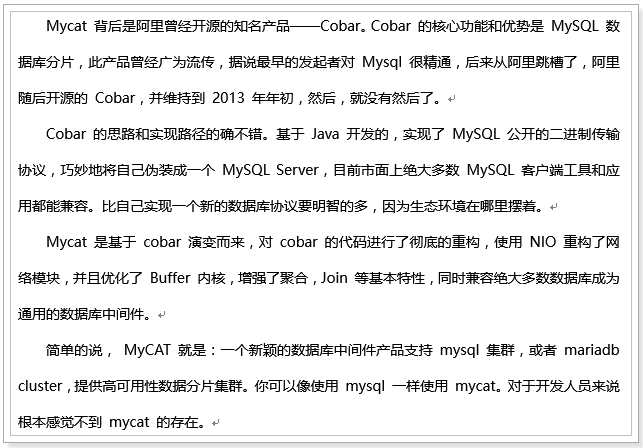 Mycat 背后是阿里曾经开源的知名产品——Cobar。Cobar 的核心功能和优势是 MySQL 数
据库分片，此产品曾经广为流传，据说最早的发起者对 Mysql 很精通，后来从阿里跳槽了，阿里
随后开源的 Cobar，并维持到 2013 年年初，然后，就没有然后了。
Cobar 的思路和实现路径的确不错。基于 Java 开发的，实现了 MySQL 公开的二进制传输
协议，巧妙地将自己伪装成一个 MySQL Server，目前市面上绝大多数 MySQL 客户端工具和应
用都能兼容。比自己实现一个新的数据库协议要明智的多，因为生态环境在哪里摆着。
Mycat 是基于 cobar 演变而来，对 cobar 的代码进行了彻底的重构，使用 NIO 重构了网
络模块，并且优化了 Buffer 内核，增强了聚合，Join 等基本特性，同时兼容绝大多数数据库成为
通用的数据库中间件。
简单的说， MyCAT 就是：一个新颖的数据库中间件产品支持 mysql 集群，或者 mariadb
cluster，提供高可用性数据分片集群。你可以像使用 mysql 一样使用 mycat。对于开发人员来说
根本感觉不到 mycat 的存在。